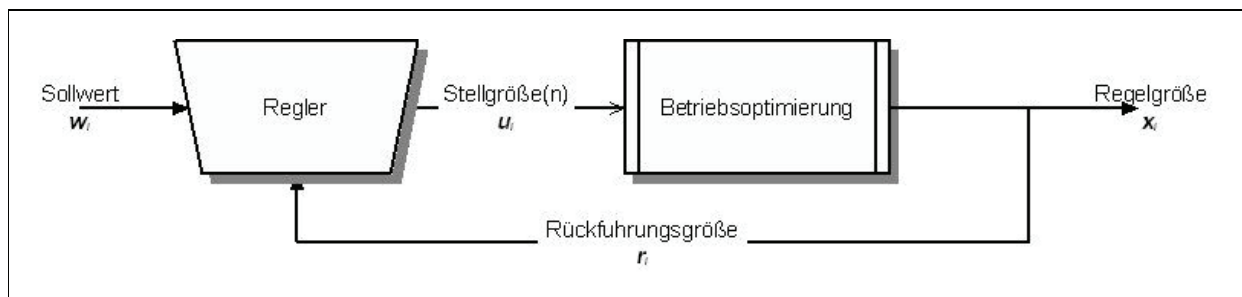 Sollwert
wᵢ
Regler
Stellgröße(n)
uᵢ
Betriebsoptimierung
Regelgröße
xᵢ
Rückfuhrungsgröße
rᵢ